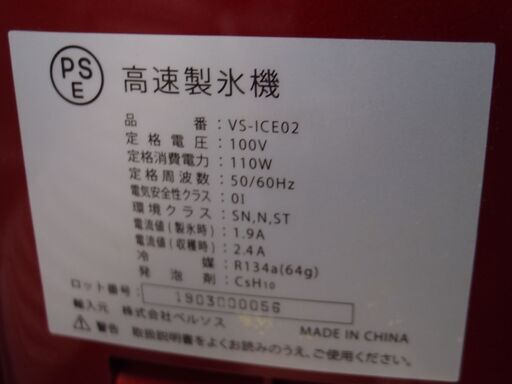 PS
E
高速製氷機
品 番 : VS-ICE02
定格電圧 : 100V
定格消費電力 : 110W
定格周波数 : 50/60Hz
電気安全性クラス : 0I
環境クラス : SN,N,ST
電流値(製氷時) : 1.9A
電流値(収穫時) : 2.4A
冷 媒 : R134a(64g)
発泡剤 : C5H10
ロット番号 : 1903000056
輸入元 株式会社ベルソス
MADE IN CHINA
⚠警告 取扱説明書をよくお読みのうえ、ご使用ください。